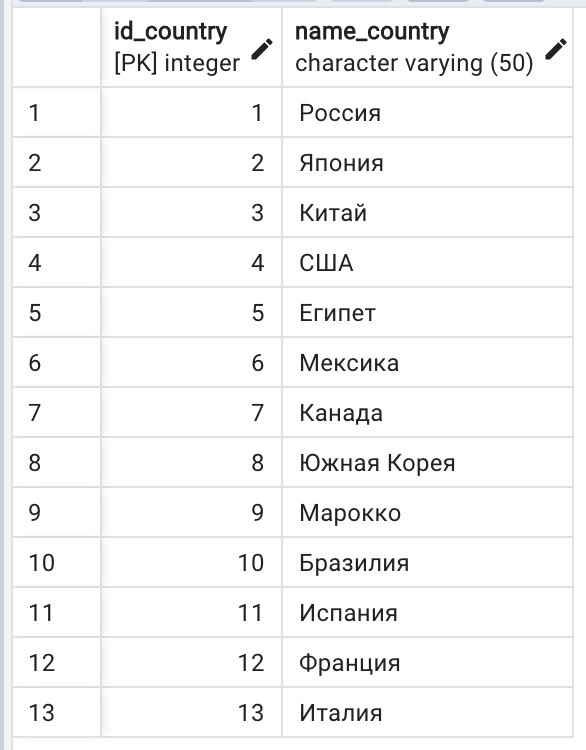 id_country name_country
[PK] integer character varying (50)
1 1 Россия
2 2 Япония
3 3 Китай
4 4 США
5 5 Египет
6 6 Мексика
7 7 Канада
8 8 Южная Корея
9 9 Марокко
10 10 Бразилия
11 11 Испания
12 12 Франция
13 13 Италия